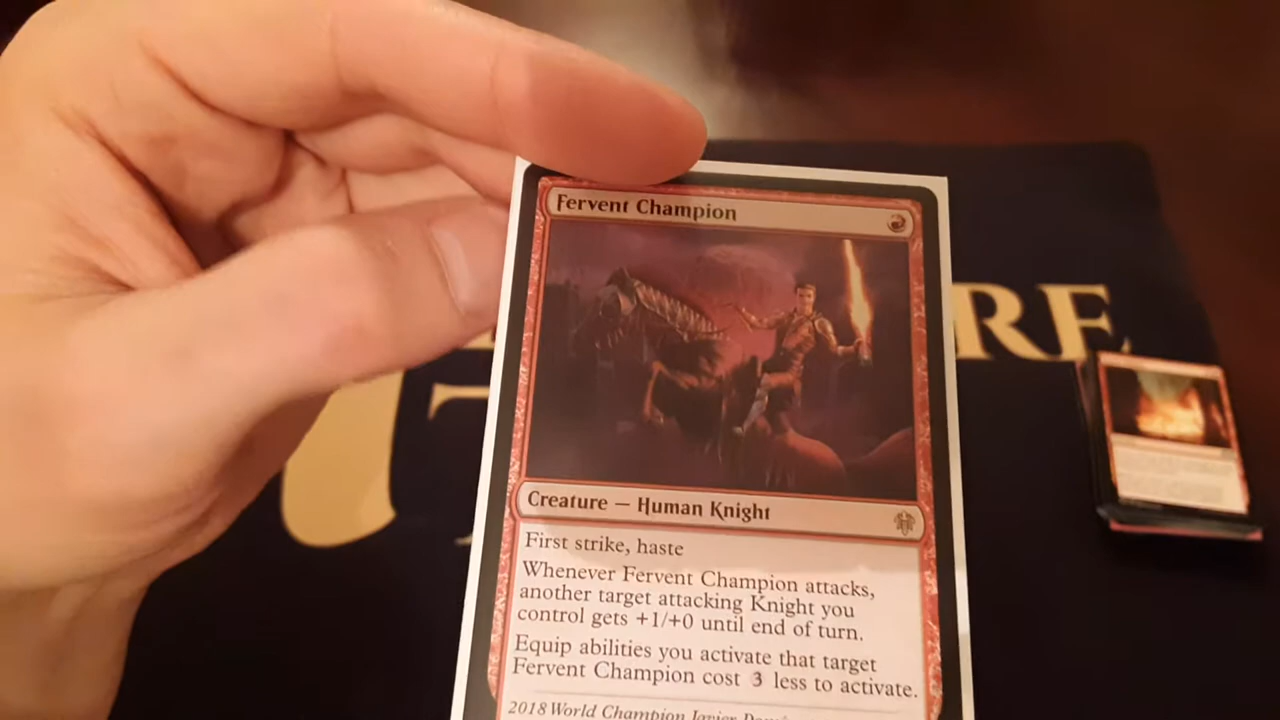 Fervent Champion
RE
Creature — Human Knight
First strike, haste
Whenever Fervent Champion attacks,
another target attacking Knight you
control gets +1/+0 until end of turn.
Equip abilities you activate that target
Fervent Champion cost 3 less to activate.
2018 World Champion Javier